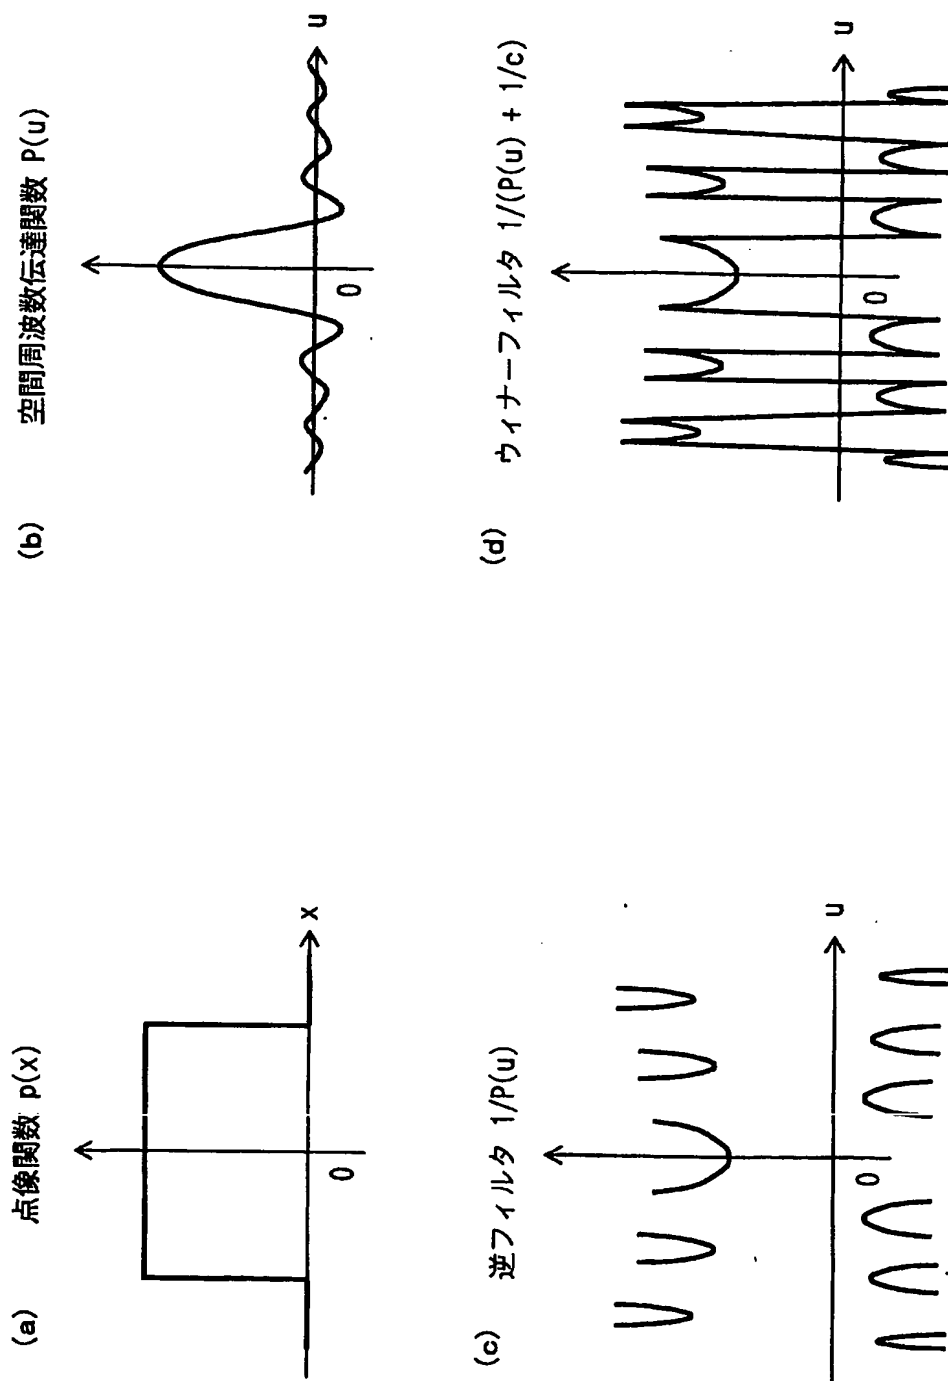 (a) 点像関数 p(x)
x
0
(b) 空間周波数伝達関数 P(u)
u
0
(c) 逆フィルタ 1/P(u)
u
0
(d) ウィナーフィルタ 1/(P(u) + 1/c)
u
0